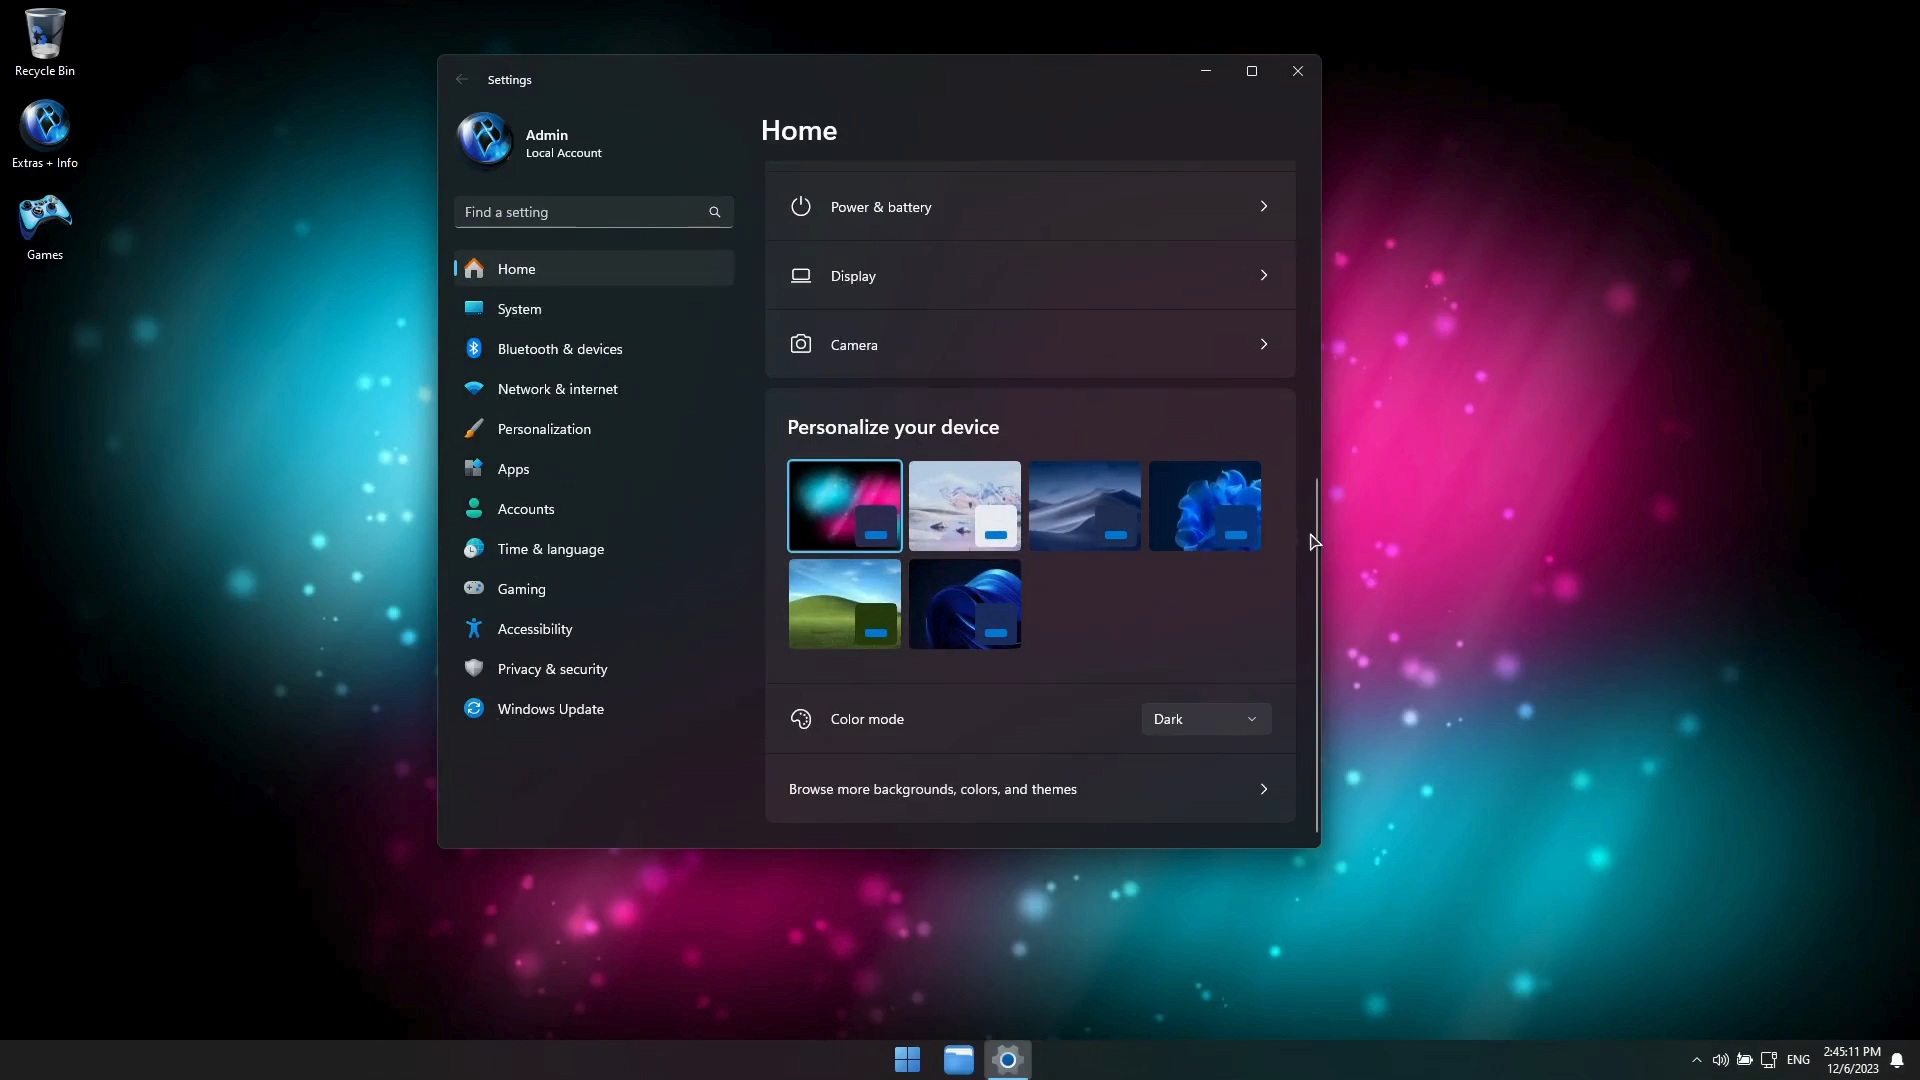 Recycle Bin
Extras + Info
Games
Settings
Admin
Local Account
Find a setting
Home
System
Bluetooth & devices
Network & internet
Personalization
Apps
Accounts
Time & language
Gaming
Accessibility
Privacy & security
Windows Update
Home
Power & battery
Display
Camera
Personalize your device
Color mode
Dark
Browse more backgrounds, colors, and themes
ENG
2:45:11 PM
12/6/2023